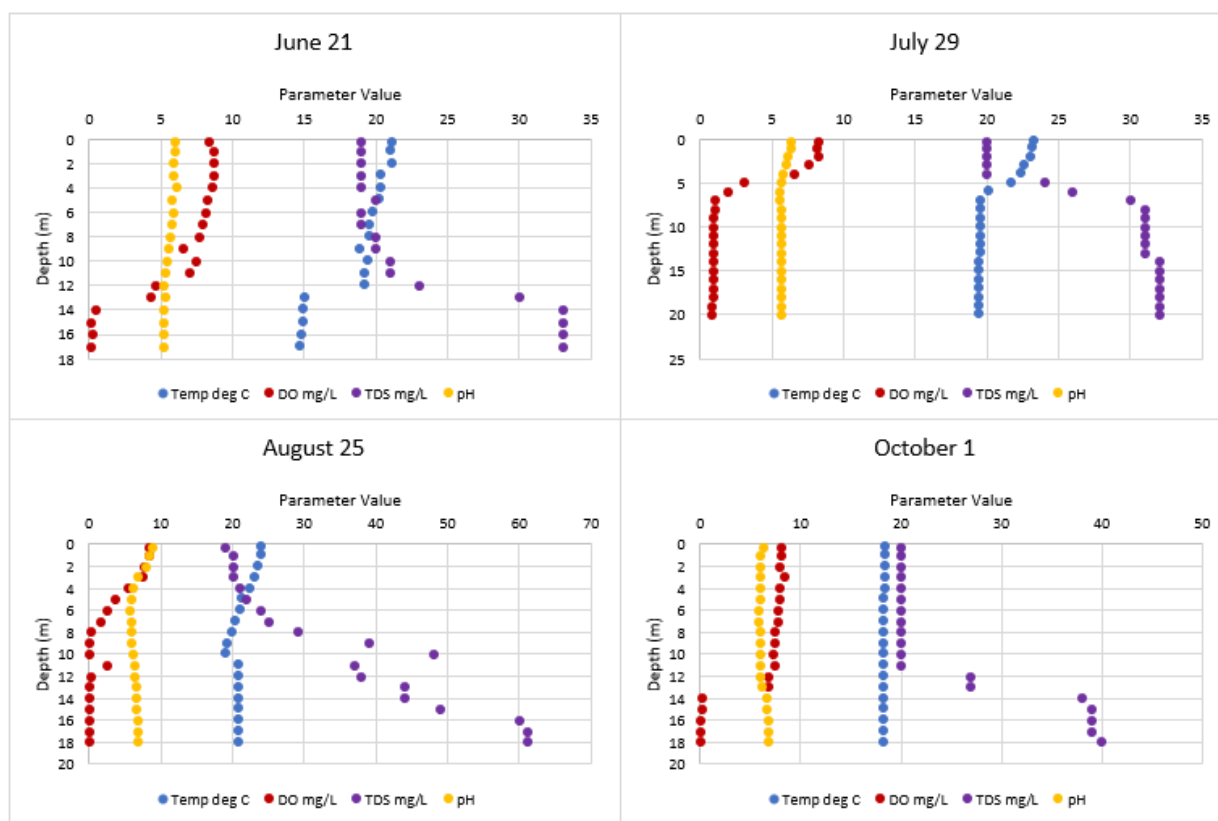 June 21
Parameter Value
0 5 10 15 20 25 30 35
Depth (m)
0
2
4
6
8
10
12
14
16
18
Temp deg C DO mg/L TDS mg/L pH
July 29
Parameter Value
0 5 10 15 20 25 30 35
Depth (m)
0
5
10
15
20
25
Temp deg C DO mg/L TDS mg/L pH
August 25
Parameter Value
0 10 20 30 40 50 60 70
Depth (m)
0
2
4
6
8
10
12
14
16
18
20
Temp deg C DO mg/L TDS mg/L pH
October 1
Parameter Value
0 10 20 30 40 50
Depth (m)
0
2
4
6
8
10
12
14
16
18
20
Temp deg C DO mg/L TDS mg/L pH